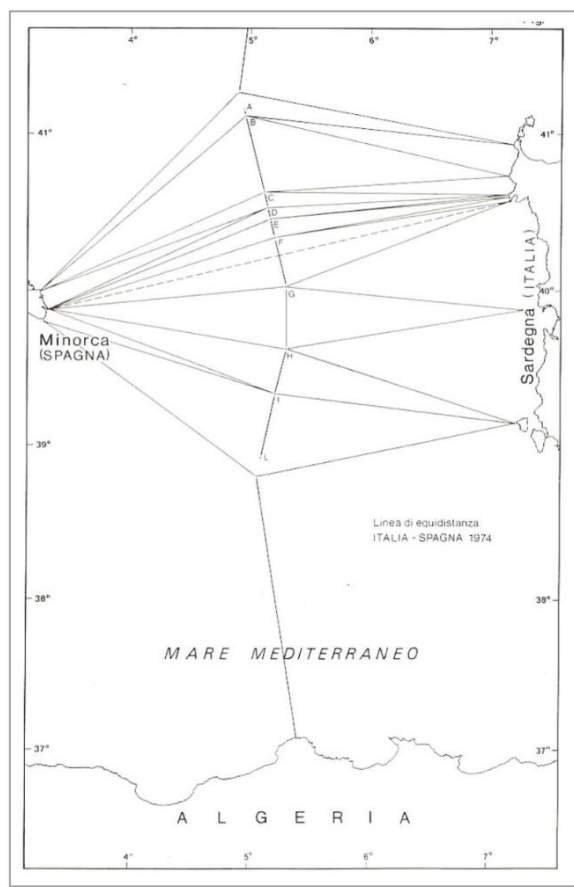 4°
5°
6°
7°
41°
41°
A
B
C
D
E
F
40°
40°
G
Minorca
(SPAGNA)
Sardegna (ITALIA)
H
I
39°
39°
L
Linea di equidistanza
ITALIA - SPAGNA 1974
38°
38°
MARE MEDITERRANEO
37°
37°
ALGERIA
4°
5°
6°
7°